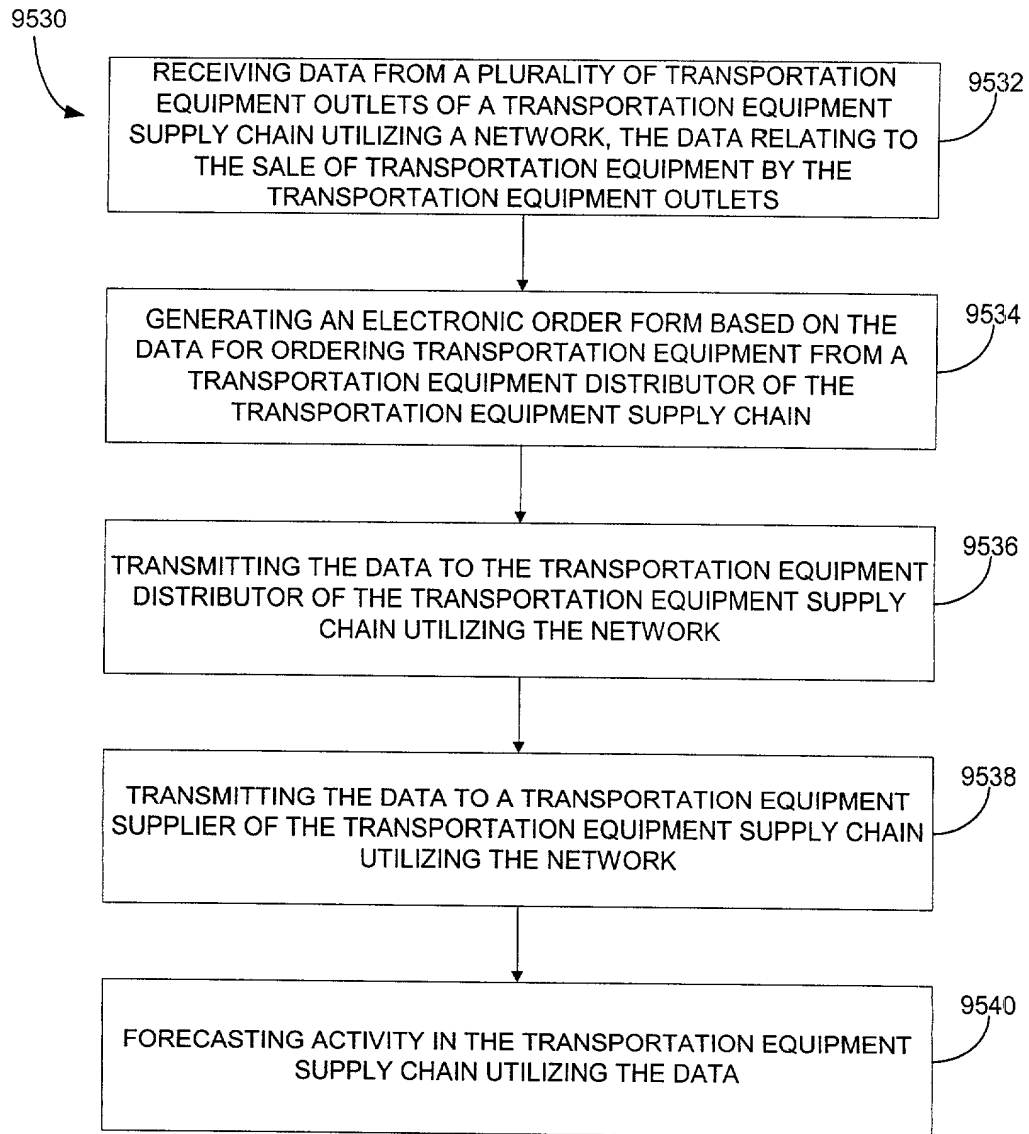 9530
RECEIVING DATA FROM A PLURALITY OF TRANSPORTATION
EQUIPMENT OUTLETS OF A TRANSPORTATION EQUIPMENT
SUPPLY CHAIN UTILIZING A NETWORK, THE DATA RELATING TO
THE SALE OF TRANSPORTATION EQUIPMENT BY THE
TRANSPORTATION EQUIPMENT OUTLETS
9532
GENERATING AN ELECTRONIC ORDER FORM BASED ON THE
DATA FOR ORDERING TRANSPORTATION EQUIPMENT FROM A
TRANSPORTATION EQUIPMENT DISTRIBUTOR OF THE
TRANSPORTATION EQUIPMENT SUPPLY CHAIN
9534
TRANSMITTING THE DATA TO THE TRANSPORTATION EQUIPMENT
DISTRIBUTOR OF THE TRANSPORTATION EQUIPMENT SUPPLY
CHAIN UTILIZING THE NETWORK
9536
TRANSMITTING THE DATA TO A TRANSPORTATION EQUIPMENT
SUPPLIER OF THE TRANSPORTATION EQUIPMENT SUPPLY CHAIN
UTILIZING THE NETWORK
9538
FORECASTING ACTIVITY IN THE TRANSPORTATION EQUIPMENT
SUPPLY CHAIN UTILIZING THE DATA
9540